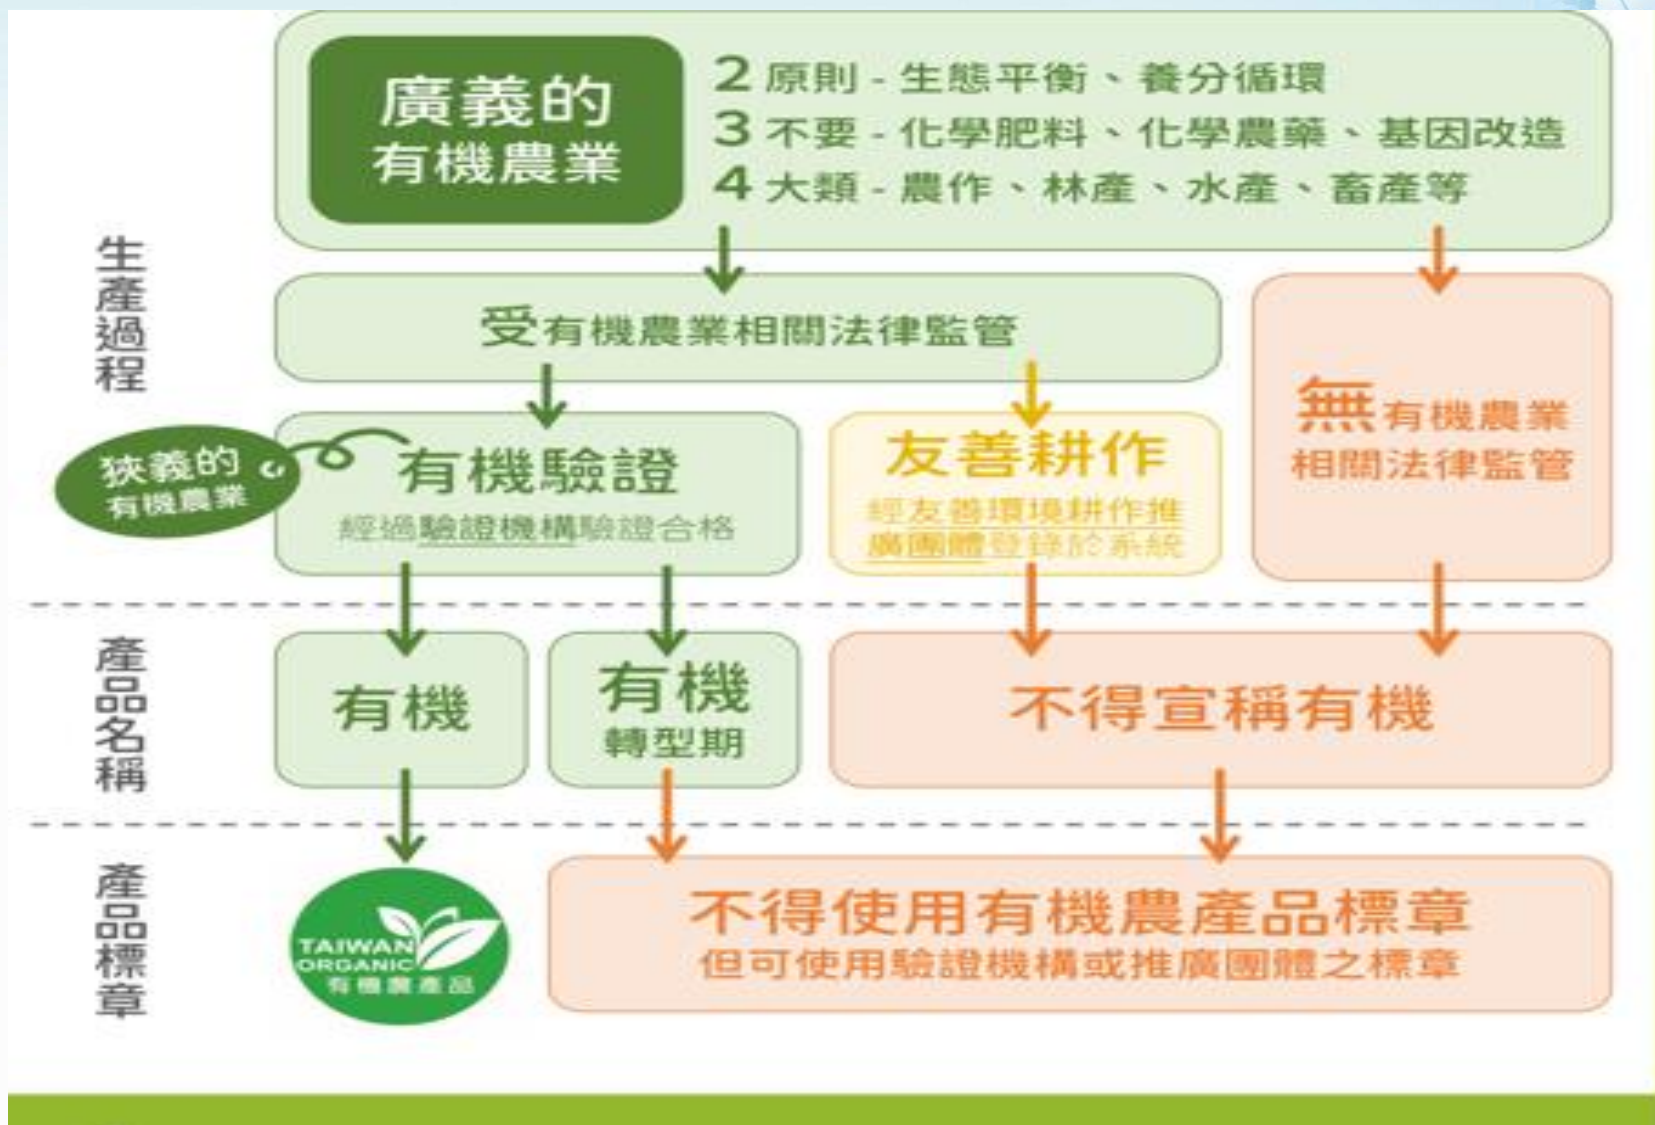 廣義的
有機農業
2 原則 - 生態平衡、養分循環
3 不要 - 化學肥料、化學農藥、基因改造
4 大類 - 農作、林產、水產、畜產等
生產過程
受有機農業相關法律監管
無有機農業
相關法律監管
狹義的
有機農業
有機驗證
經過驗證機構驗證合格
友善耕作
經友善環境耕作推
廣團體登錄於系統
產品名稱
有機
有機
轉型期
不得宣稱有機
產品標章
TAIWAN
ORGANIC
有機農產品
不得使用有機農產品標章
但可使用驗證機構或推廣團體之標章